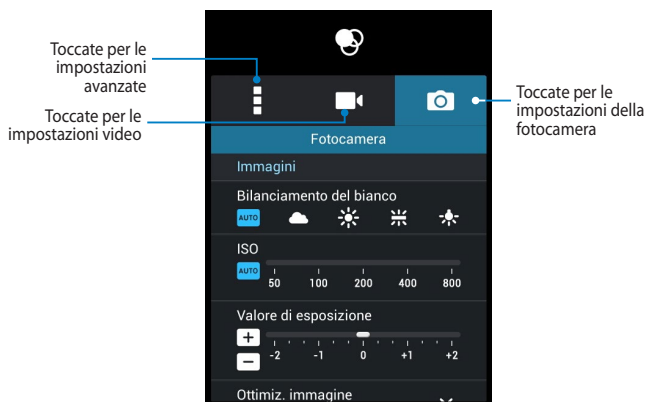 Toccate per le
impostazioni
avanzate
Toccate per le
impostazioni video
Toccate per le
impostazioni della
fotocamera
Fotocamera
Immagini
Bilanciamento del bianco
AUTO
ISO
AUTO
50 100 200 400 800
Valore di esposizione
+
-2 -1 0 +1 +2
−
Ottimiz. immagine